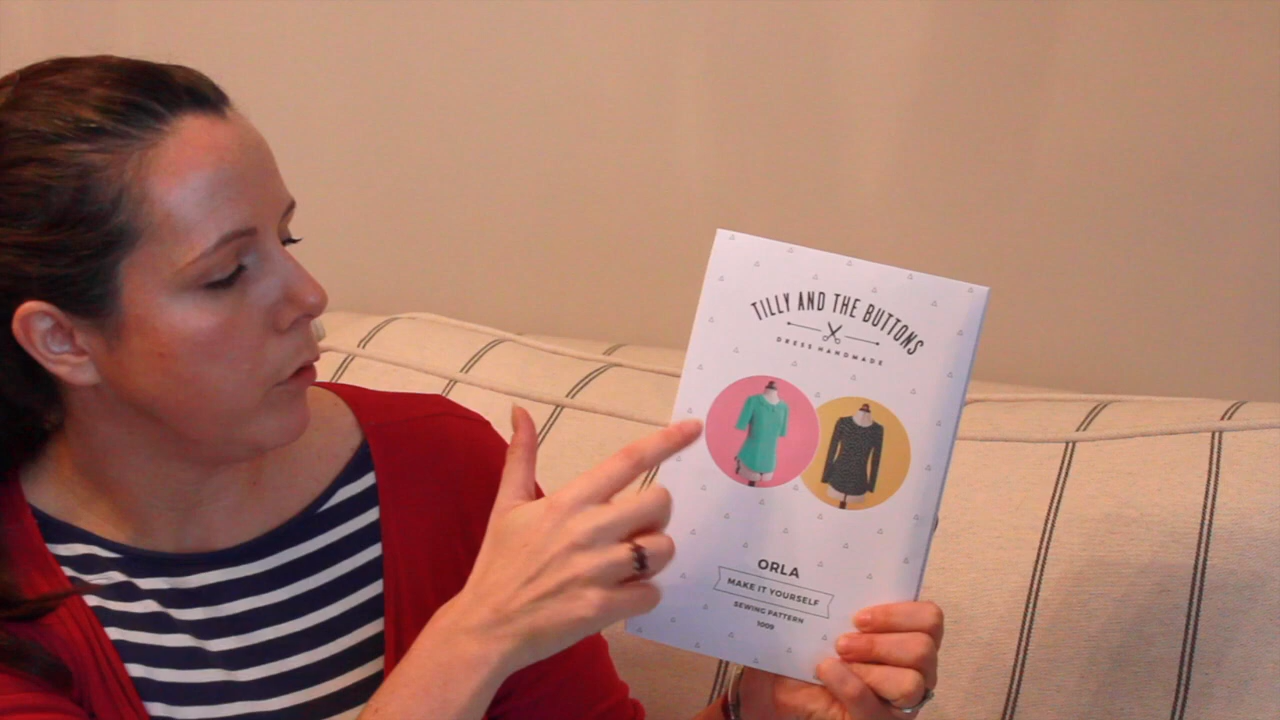 TILLY AND THE BUTTONS
DRESS HANDMADE
ORLA
MAKE IT YOURSELF
SEWING PATTERN
1009